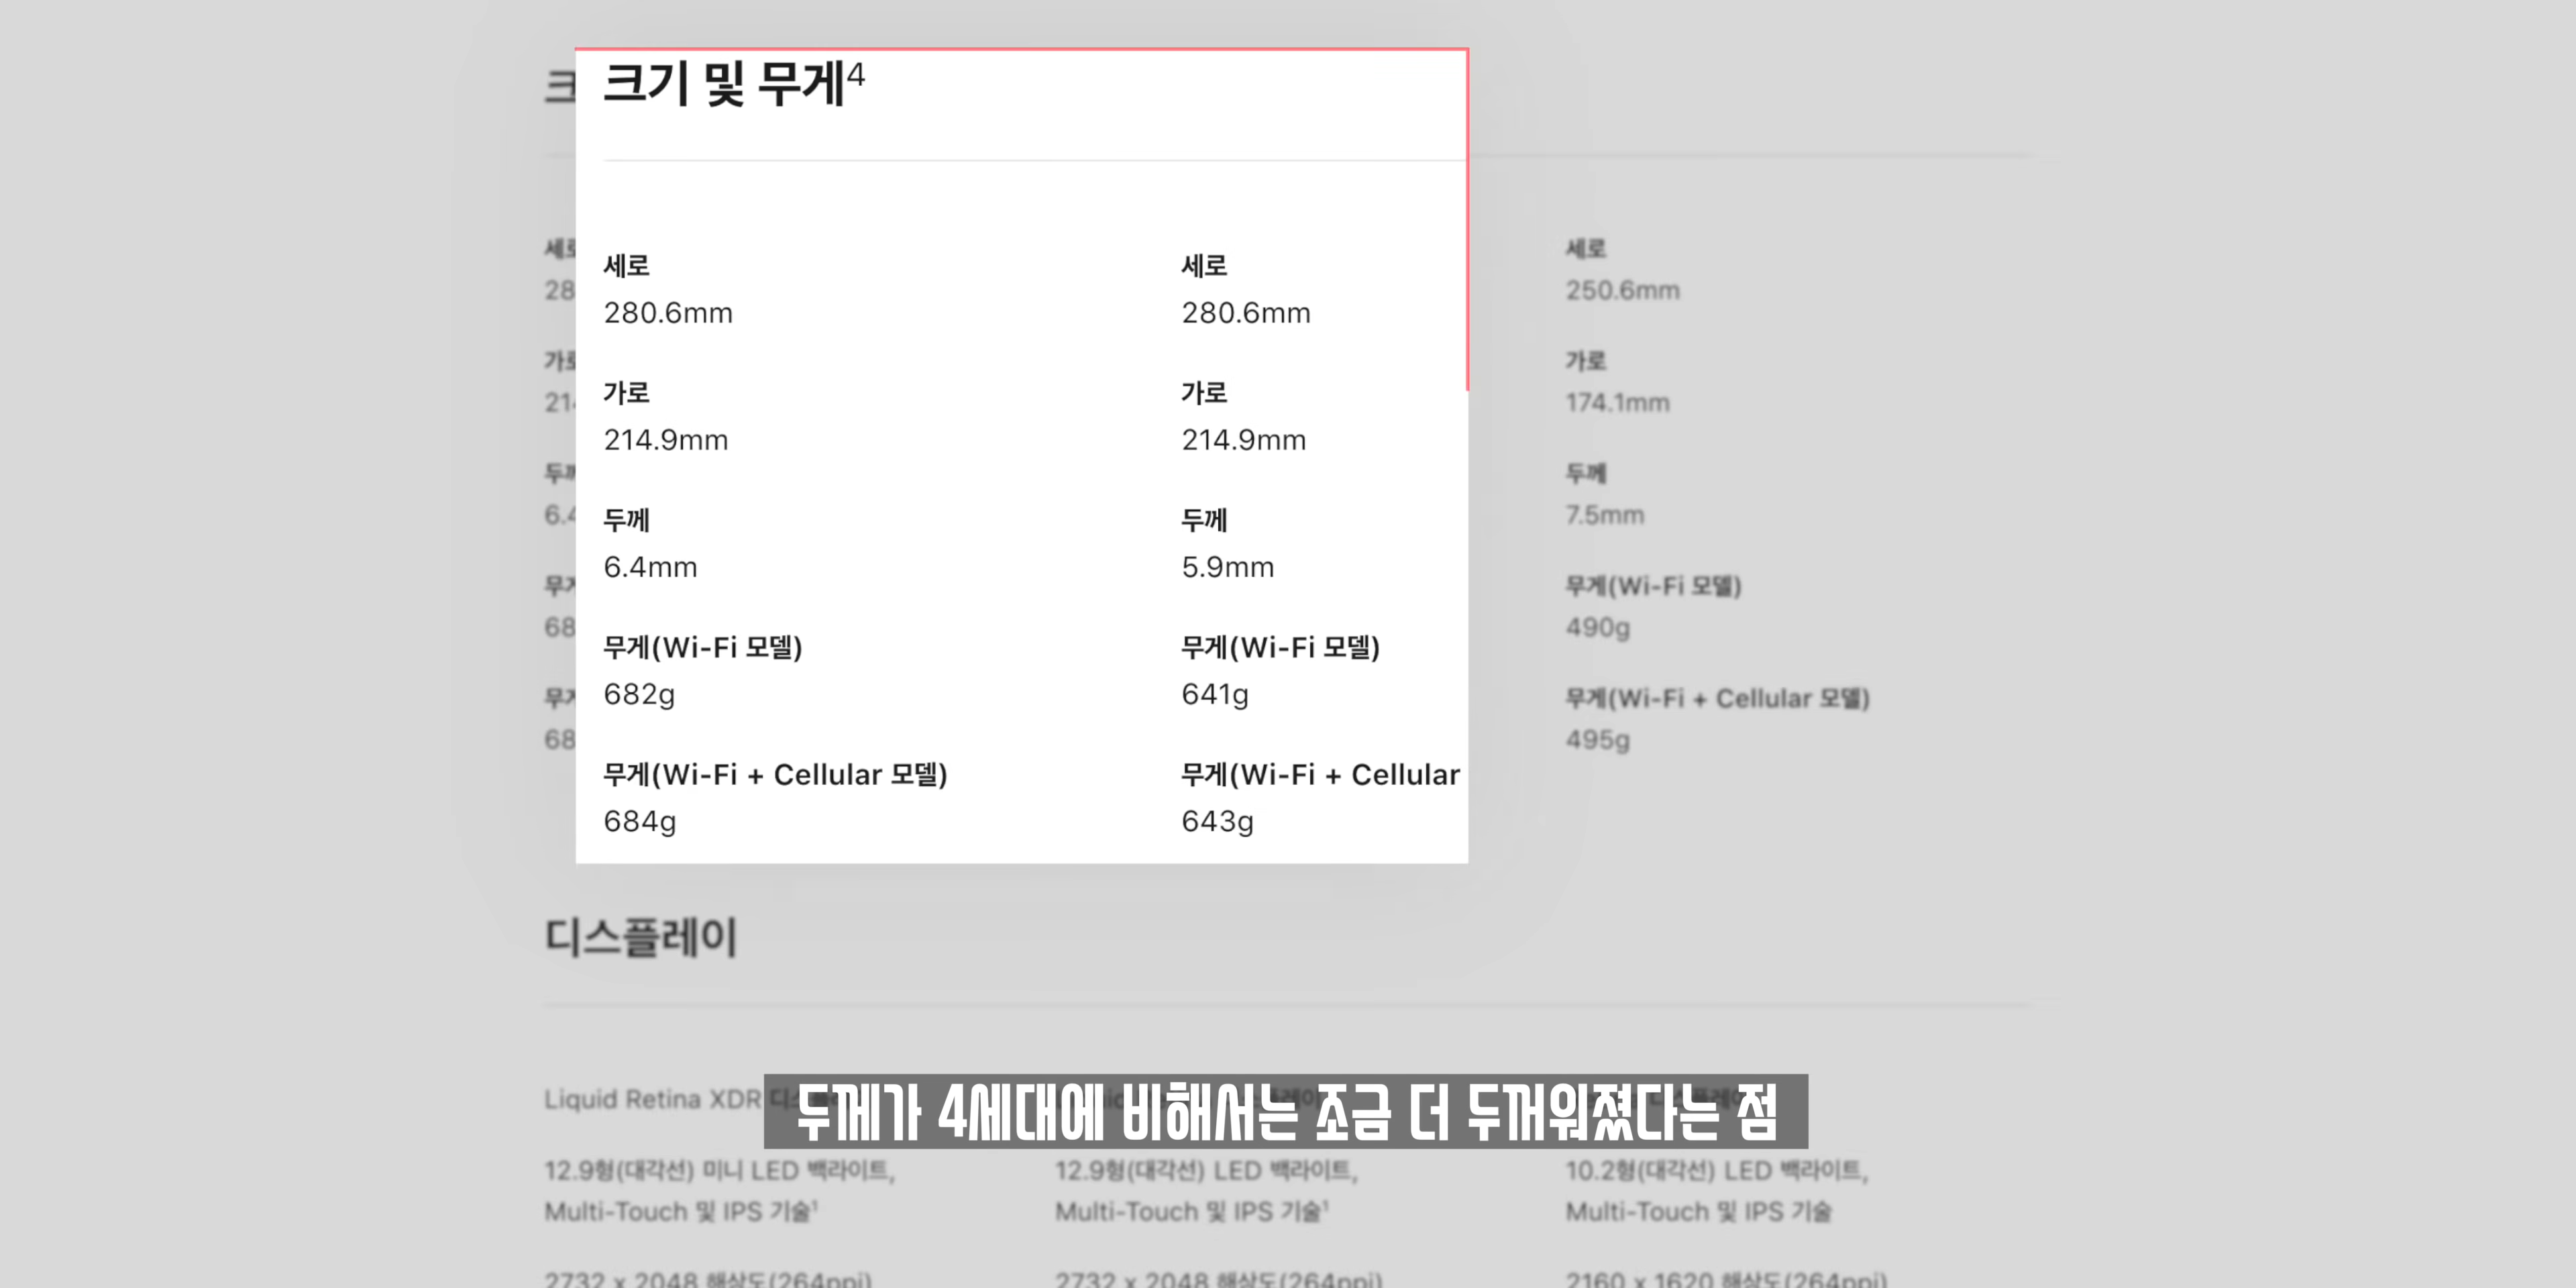 크기 및 무게4
세로
280.6mm
가로
214.9mm
두께
6.4mm
무게(Wi-Fi 모델)
682g
무게(Wi-Fi + Cellular 모델)
684g
세로
280.6mm
가로
214.9mm
두께
5.9mm
무게(Wi-Fi 모델)
641g
무게(Wi-Fi + Cellular
643g
세로
250.6mm
가로
174.1mm
두께
7.5mm
무게(Wi-Fi 모델)
490g
무게(Wi-Fi + Cellular 모델)
495g
디스플레이
Liquid Retina XDR
두께가 4세대에 비해서는 조금 더 두꺼워졌다는 점
12.9형(대각선) 미니 LED 백라이트,
Multi-Touch 및 IPS 기술1
2732 x 2048 해상도(264ppi)
12.9형(대각선) LED 백라이트,
Multi-Touch 및 IPS 기술1
2732 x 2048 해상도(264ppi)
10.2형(대각선) LED 백라이트,
Multi-Touch 및 IPS 기술
2160 x 1620 해상도(264ppi)